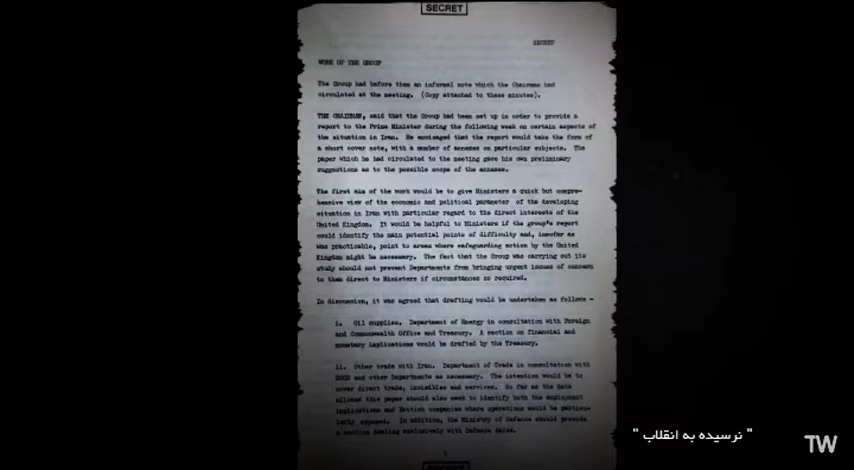 SECRET
SECRET
WORK OF THE GROUP
The Group had before them an informal note which the Chairman had
circulated at the meeting. (Copy attached to these minutes).
THE CHAIRMAN, said that the Group had been set up in order to provide a
report to the Prime Minister during the following week on certain aspects of
the situation in Iran. He envisaged that the report would take the form of
a short cover note, with a number of annexes on particular subjects. The
paper which he had circulated to the meeting gave his own preliminary
suggestions as to the possible scope of the annexes.
The first aim of the work would be to give Ministers a quick but compre-
hensive view of the economic and political parameter of the developing
situation in Iran with particular regard to the direct interests of the
United Kingdom. It would be helpful to Ministers if the group's report
could identify the main potential points of difficulty and, insofar as
was practicable, point to areas where safeguarding action by the United
Kingdom might be necessary. The fact that the Group was carrying out its
study should not prevent Departments from bringing urgent issues of concern
to them direct to Ministers if circumstances so required.
In discussion, it was agreed that drafting would be undertaken as follows -
i. Oil supplies. Department of Energy in consultation with Foreign
and Commonwealth Office and Treasury. A section on financial and
monetary implications would be drafted by the Treasury.
ii. Other trade with Iran. Department of Trade in consultation with
and other Departments as necessary. The intention would be to
cover direct trade, invisibles and services. So far as the data
allowed this paper should also seek to identify both the employment
implications and British companies where operations would be particu-
larly exposed. In addition, the Ministry of Defence should provide
a section dealing exclusively with Defence Sales.
1
SECRET
" نرسیده به انقلاب "
TW